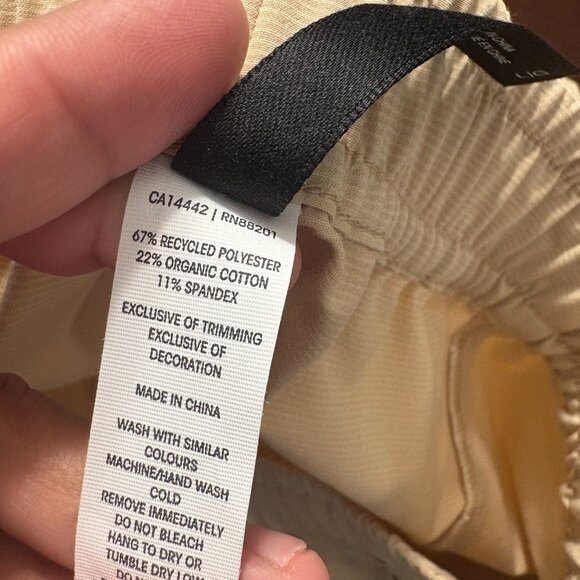 CA14442 | RN88201
67% RECYCLED POLYESTER
22% ORGANIC COTTON
11% SPANDEX
EXCLUSIVE OF TRIMMING
EXCLUSIVE OF
DECORATION
MADE IN CHINA
WASH WITH SIMILAR
COLOURS
MACHINE/HAND WASH
COLD
REMOVE IMMEDIATELY
DO NOT BLEACH
HANG TO DRY OR
TUMBLE DRY LOW